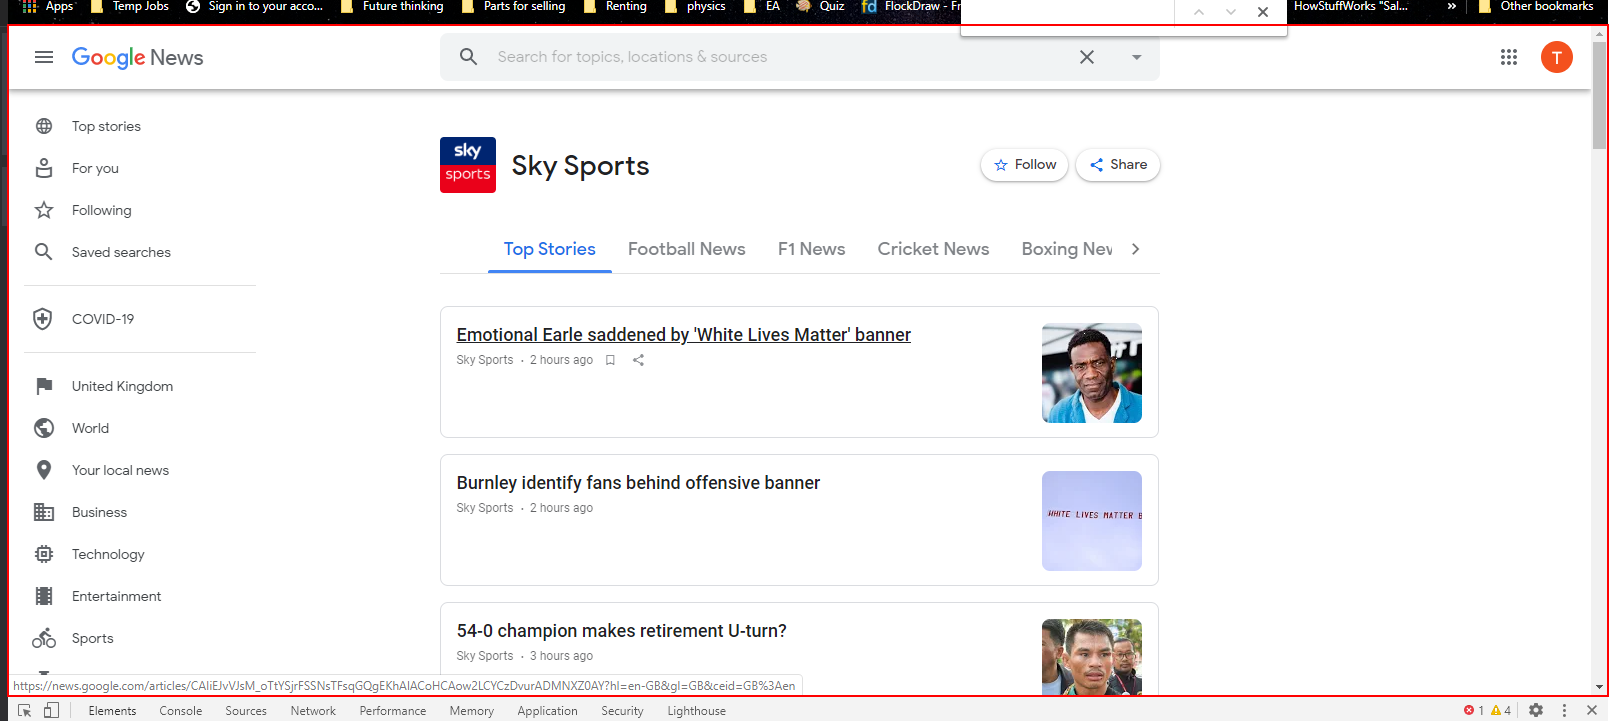 Apps Temp Jobs Sign in to your acco... Future thinking Parts for selling Renting physics EA Quiz fd FlockDraw - Fr HowStuffWorks "Sal... » Other bookmarks
Google News
Search for topics, locations & sources
T
Top stories
For you
Following
Saved searches
COVID-19
United Kingdom
World
Your local news
Business
Technology
Entertainment
Sports
sky
sports
Sky Sports
Follow
Share
Top Stories Football News F1 News Cricket News Boxing New
Emotional Earle saddened by 'White Lives Matter' banner
Sky Sports · 2 hours ago
Burnley identify fans behind offensive banner
Sky Sports · 2 hours ago
WHITE LIVES MATTER B
54-0 champion makes retirement U-turn?
Sky Sports · 3 hours ago
https://news.google.com/articles/CAIiEJvVJsM_oTtYSjrFSSNsTFsqGQgEKhAIACoHCAow2LCYCzDvurADMNXZ0AY?hl=en-GB&gl=GB&ceid=GB%3Aen
Elements Console Sources Network Performance Memory Application Security Lighthouse 1 4